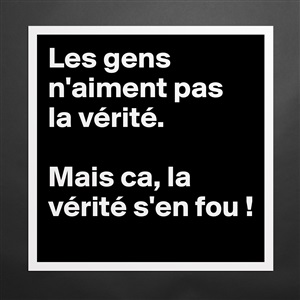 Les gens
n'aiment pas
la vérité.
Mais ca, la
vérité s'en fou !